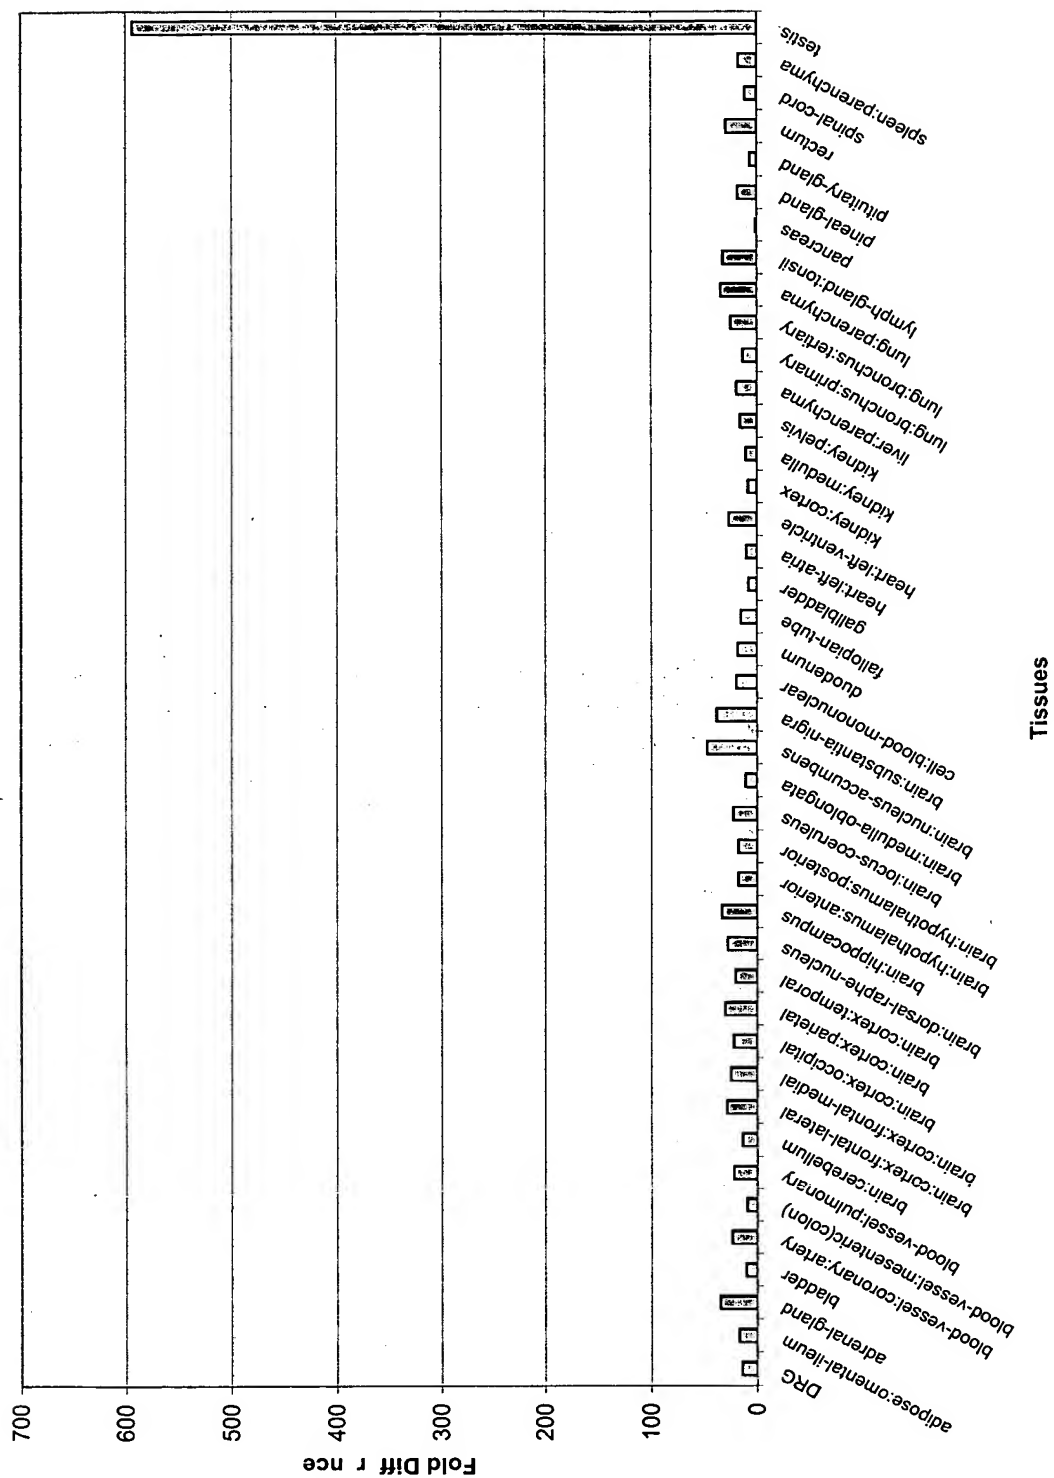 Fold Diff r nce
700
600
500
400
300
200
100
0
DRG
adipose:omental-ileum
adrenal-gland
bladder
blood-vessel:coronary:artery
blood-vessel:mesenteric(colon)
blood-vessel:pulmonary
brain:cerebellum
brain:cortex:frontal-lateral
brain:cortex:frontal-medial
brain:cortex:occipital
brain:cortex:parietal
brain:cortex:temporal
brain:dorsal-raphe-nucleus
brain:hippocampus
brain:hypothalamus:anterior
brain:hypothalamus:posterior
brain:locus-coeruleus
brain:medulla-oblongata
brain:nucleus-accumbens
brain:substantia-nigra
cell:blood-mononuclear
duodenum
fallopian-tube
gallbladder
heart:left-atria
heart:left-ventricle
kidney:cortex
kidney:medulla
kidney:pelvis
liver:parenchyma
lung:bronchus:primary
lung:bronchus:tertiary
lung:parenchyma
lymph-gland:tonsil
pancreas
pineal-gland
pituitary-gland
rectum
spinal-cord
spleen:parenchyma
testis
Tissues